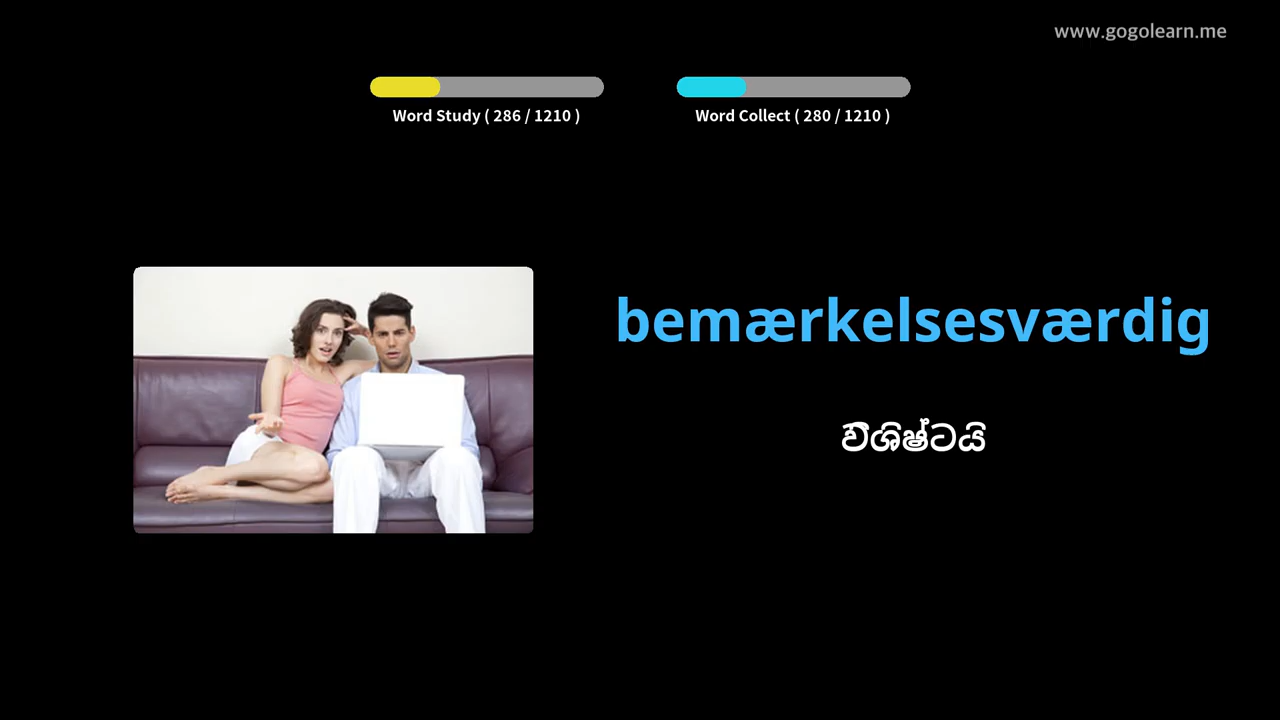 www.gogolearn.me
Word Study ( 286 / 1210 )
Word Collect ( 280 / 1210 )
bemærkelsesværdig
විශිෂ්ටයි